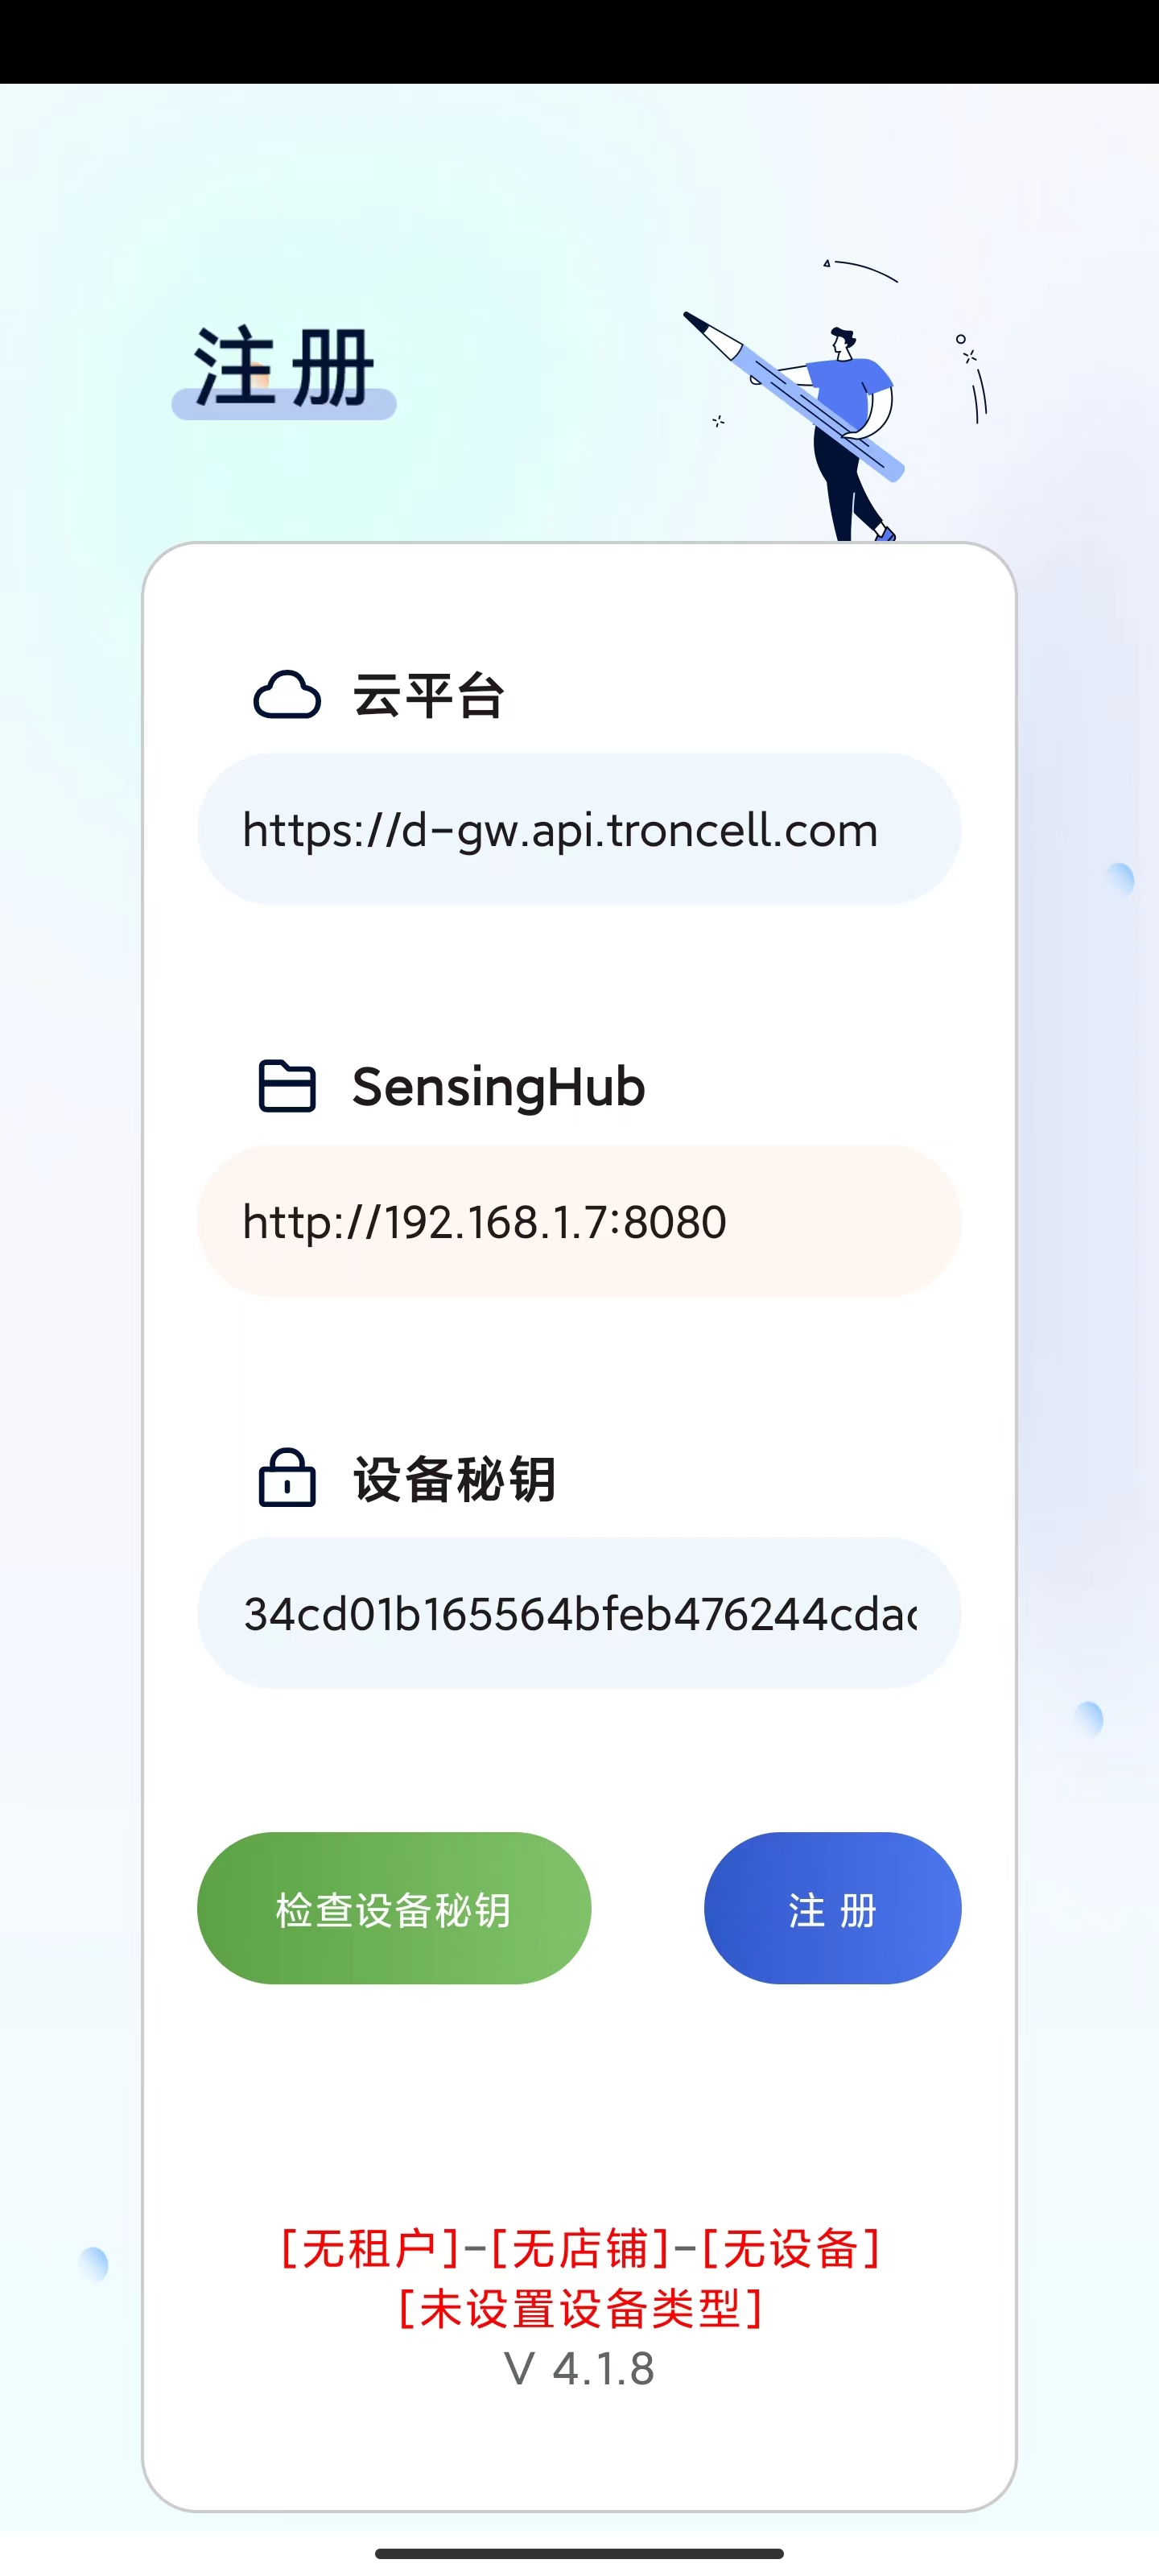 注册
云平台
https://d-gw.api.troncell.com
SensingHub
http://192.168.1.7:8080
设备秘钥
34cd01b165564bfeb476244cda
检查设备秘钥
注 册
[无租户]-[无店铺]-[无设备]
[未设置设备类型]
V 4.1.8